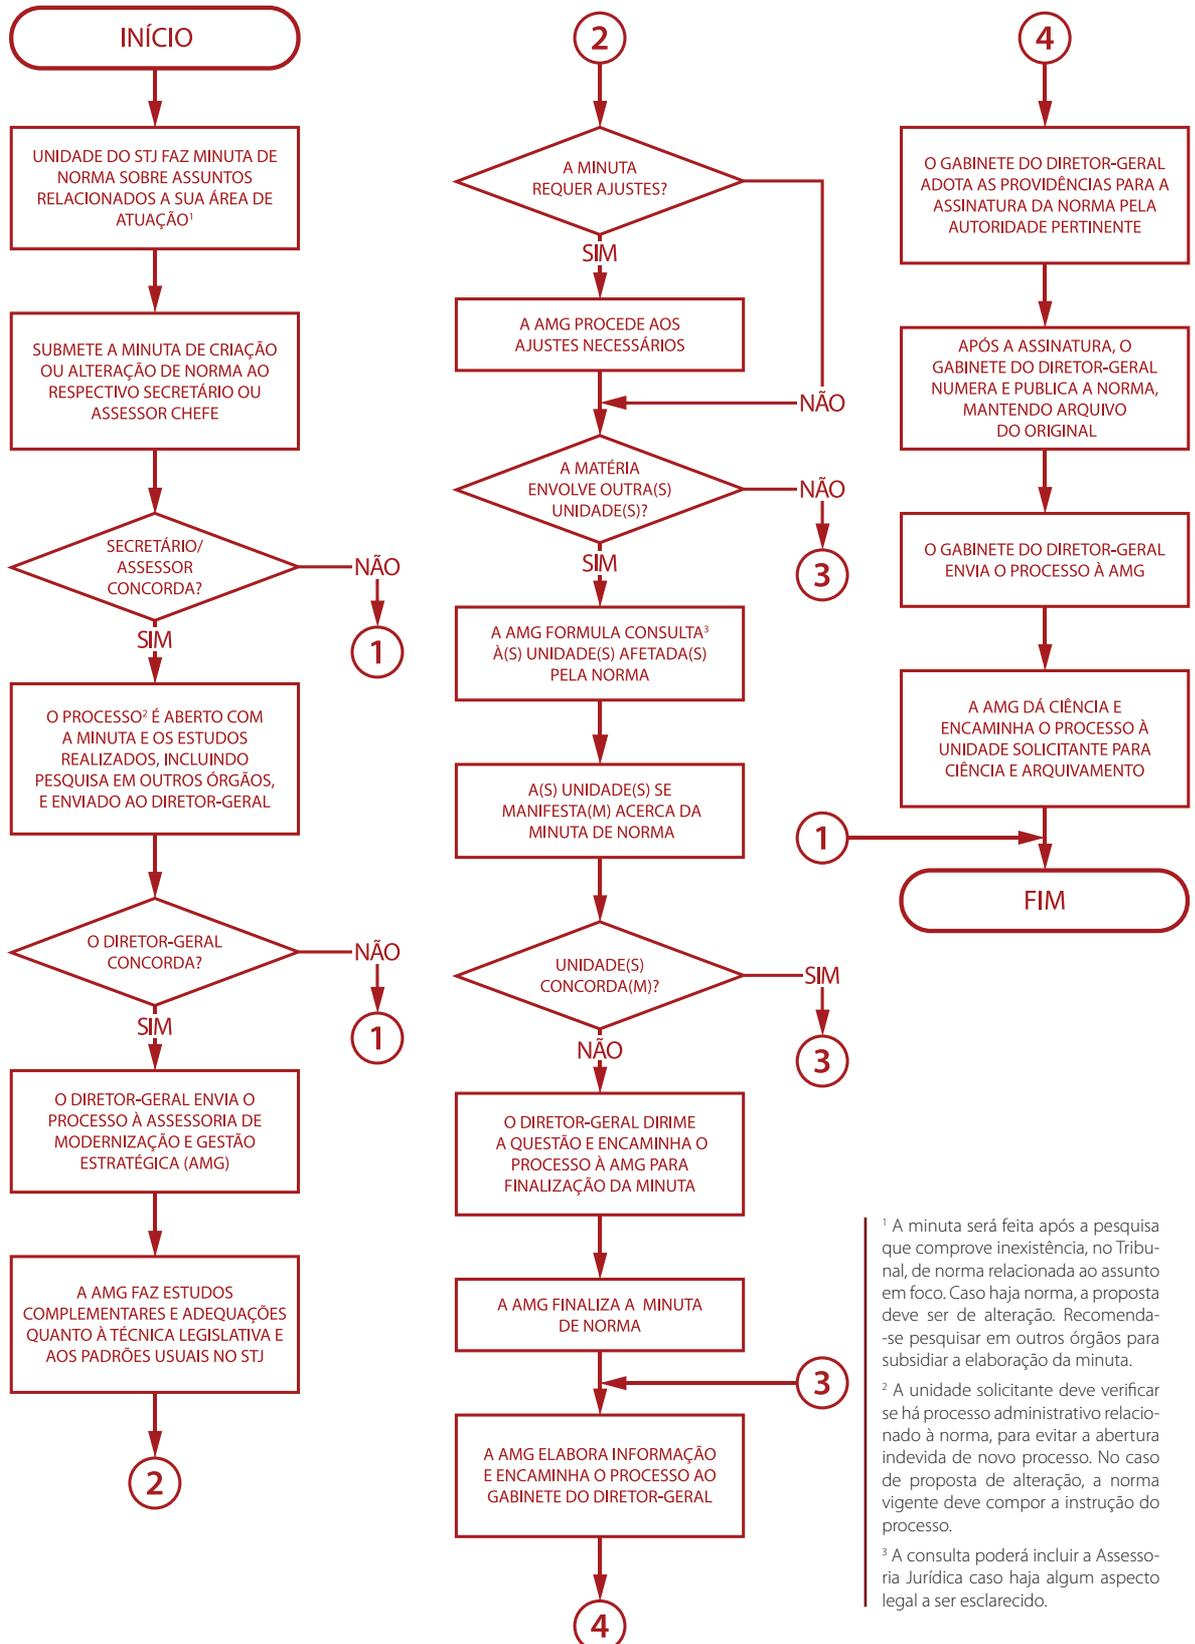 INÍCIO
UNIDADE DO STJ FAZ MINUTA DE
NORMA SOBRE ASSUNTOS
RELACIONADOS A SUA ÁREA DE
ATUAÇÃO¹
SUBMETE A MINUTA DE CRIAÇÃO
OU ALTERAÇÃO DE NORMA AO
RESPECTIVO SECRETÁRIO OU
ASSESSOR CHEFE
SECRETÁRIO/
ASSESSOR
CONCORDA?
NÃO
1
SIM
O PROCESSO² É ABERTO COM
A MINUTA E OS ESTUDOS
REALIZADOS, INCLUINDO
PESQUISA EM OUTROS ÓRGÃOS,
E ENVIADO AO DIRETOR-GERAL
O DIRETOR-GERAL
CONCORDA?
NÃO
1
SIM
O DIRETOR-GERAL ENVIA O
PROCESSO À ASSESSORIA DE
MODERNIZAÇÃO E GESTÃO
ESTRATÉGICA (AMG)
A AMG FAZ ESTUDOS
COMPLEMENTARES E ADEQUAÇÕES
QUANTO À TÉCNICA LEGISLATIVA E
AOS PADRÕES USUAIS NO STJ
2
2
A MINUTA
REQUER AJUSTES?
SIM
A AMG PROCEDE AOS
AJUSTES NECESSÁRIOS
NÃO
A MATÉRIA
ENVOLVE OUTRA(S)
UNIDADE(S)?
NÃO
3
SIM
A AMG FORMULA CONSULTA³
À(S) UNIDADE(S) AFETADA(S)
PELA NORMA
A(S) UNIDADE(S) SE
MANIFESTA(M) ACERCA DA
MINUTA DE NORMA
UNIDADE(S)
CONCORDA(M)?
SIM
3
NÃO
O DIRETOR-GERAL DIRIME
A QUESTÃO E ENCAMINHA O
PROCESSO À AMG PARA
FINALIZAÇÃO DA MINUTA
A AMG FINALIZA A MINUTA
DE NORMA
3
A AMG ELABORA INFORMAÇÃO
E ENCAMINHA O PROCESSO AO
GABINETE DO DIRETOR-GERAL
4
4
O GABINETE DO DIRETOR-GERAL
ADOTA AS PROVIDÊNCIAS PARA A
ASSINATURA DA NORMA PELA
AUTORIDADE PERTINENTE
APÓS A ASSINATURA, O
GABINETE DO DIRETOR-GERAL
NUMERA E PUBLICA A NORMA,
MANTENDO ARQUIVO
DO ORIGINAL
O GABINETE DO DIRETOR-GERAL
ENVIA O PROCESSO À AMG
A AMG DÁ CIÊNCIA E
ENCAMINHA O PROCESSO À
UNIDADE SOLICITANTE PARA
CIÊNCIA E ARQUIVAMENTO
1
FIM
¹ A minuta será feita após a pesquisa
que comprove inexistência, no Tribu-
nal, de norma relacionada ao assunto
em foco. Caso haja norma, a proposta
deve ser de alteração. Recomenda-
-se pesquisar em outros órgãos para
subsidiar a elaboração da minuta.
² A unidade solicitante deve verificar
se há processo administrativo relacio-
nado à norma, para evitar a abertura
indevida de novo processo. No caso
de proposta de alteração, a norma
vigente deve compor a instrução do
processo.
³ A consulta poderá incluir a Assesso-
ria Jurídica caso haja algum aspecto
legal a ser esclarecido.